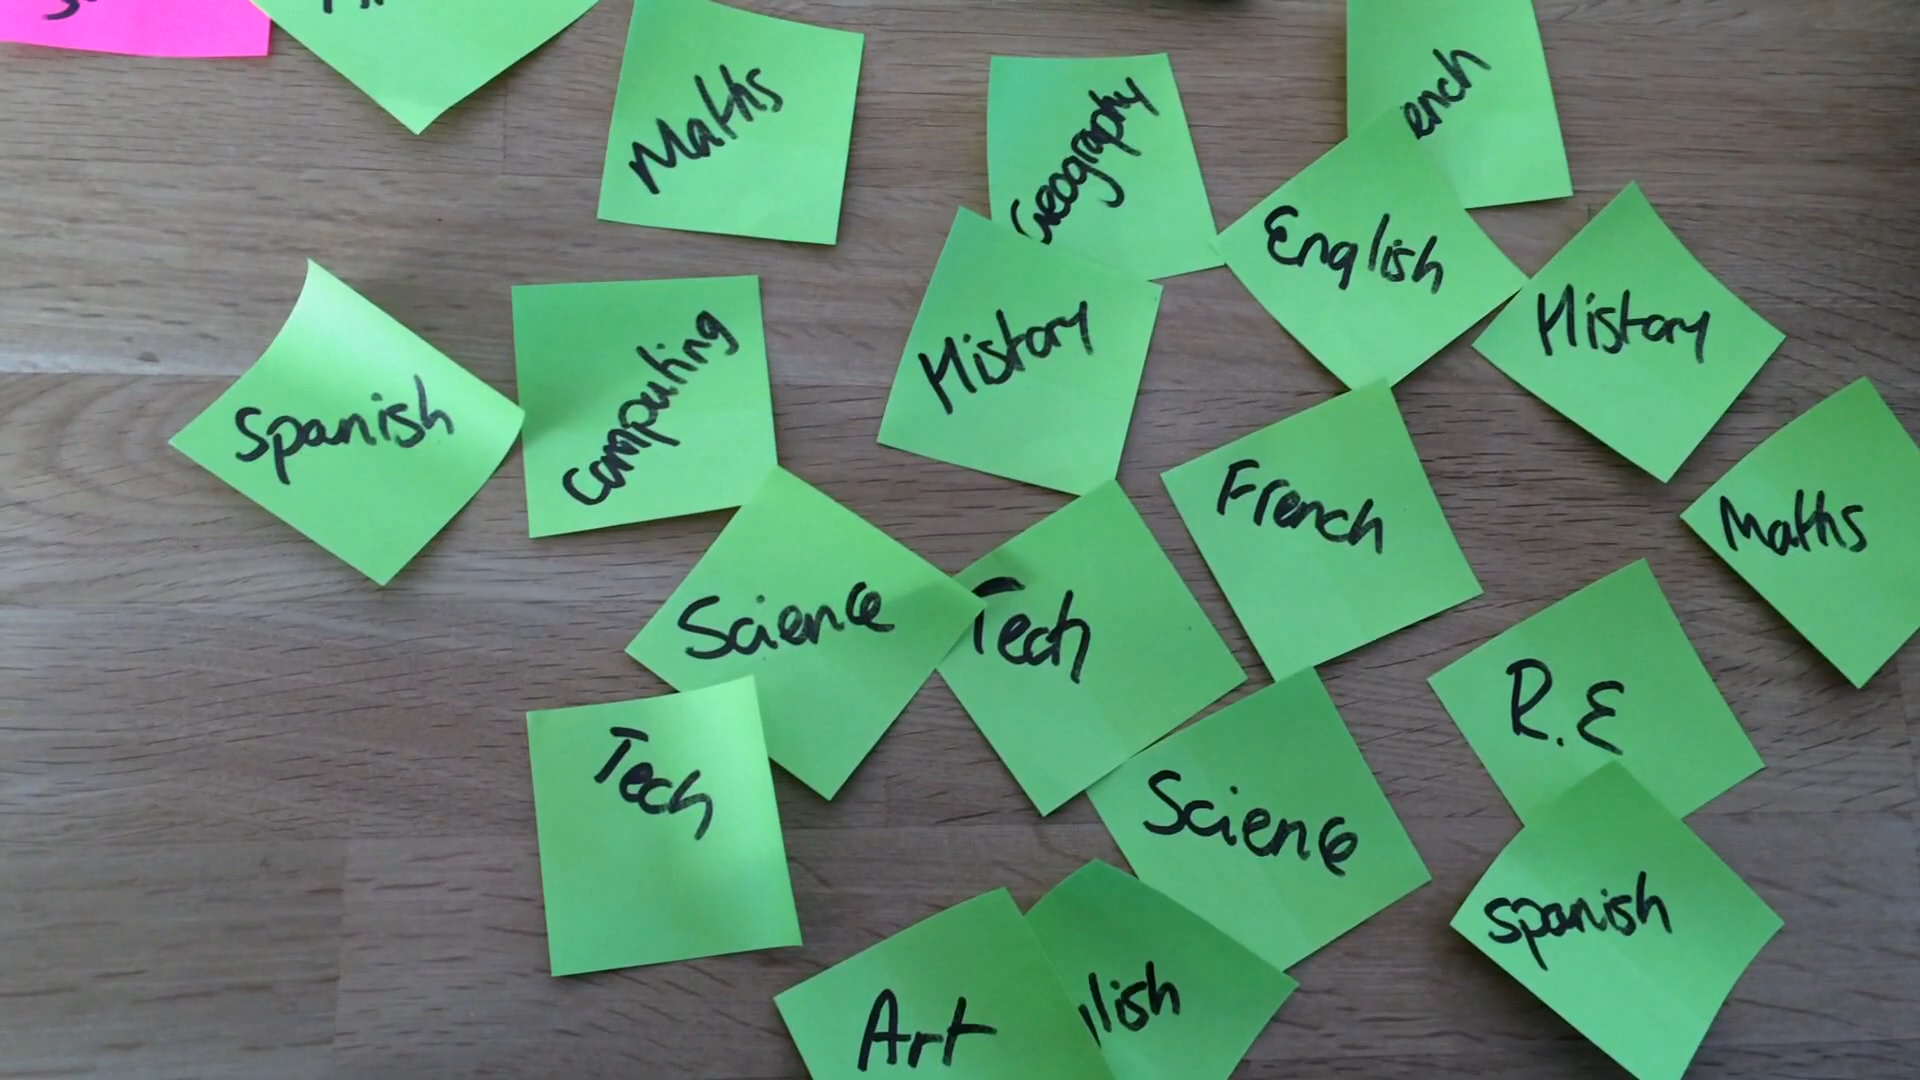 Maths
Geography
ench
English
History
History
Spanish
Computing
French
Maths
Science
Tech
R.E
Tech
Science
Spanish
Art
lish